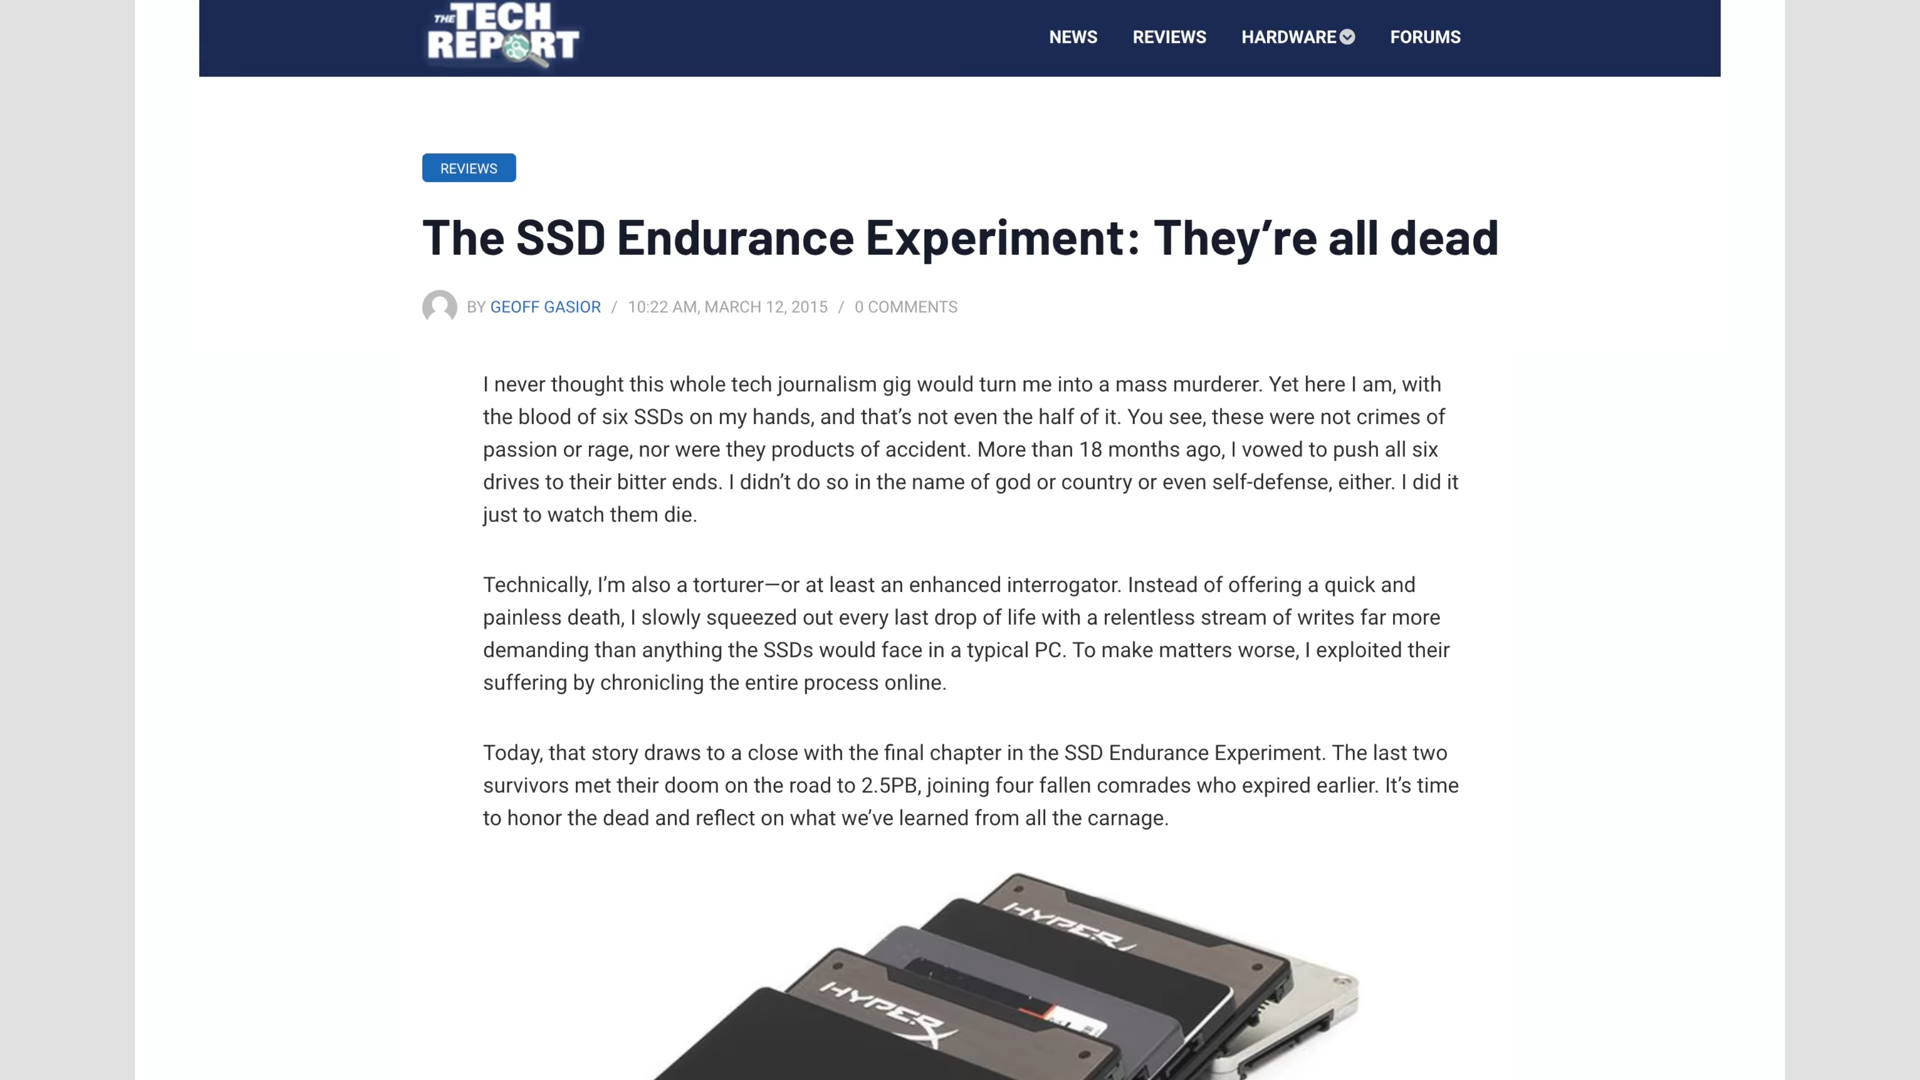 THE TECH
REPORT
NEWS REVIEWS HARDWARE FORUMS
REVIEWS
The SSD Endurance Experiment: They’re all dead
BY GEOFF GASIOR / 10:22 AM, MARCH 12, 2015 / 0 COMMENTS
I never thought this whole tech journalism gig would turn me into a mass murderer. Yet here I am, with
the blood of six SSDs on my hands, and that’s not even the half of it. You see, these were not crimes of
passion or rage, nor were they products of accident. More than 18 months ago, I vowed to push all six
drives to their bitter ends. I didn’t do so in the name of god or country or even self-defense, either. I did it
just to watch them die.
Technically, I’m also a torturer—or at least an enhanced interrogator. Instead of offering a quick and
painless death, I slowly squeezed out every last drop of life with a relentless stream of writes far more
demanding than anything the SSDs would face in a typical PC. To make matters worse, I exploited their
suffering by chronicling the entire process online.
Today, that story draws to a close with the final chapter in the SSD Endurance Experiment. The last two
survivors met their doom on the road to 2.5PB, joining four fallen comrades who expired earlier. It’s time
to honor the dead and reflect on what we’ve learned from all the carnage.
HYPERX
HYPERX